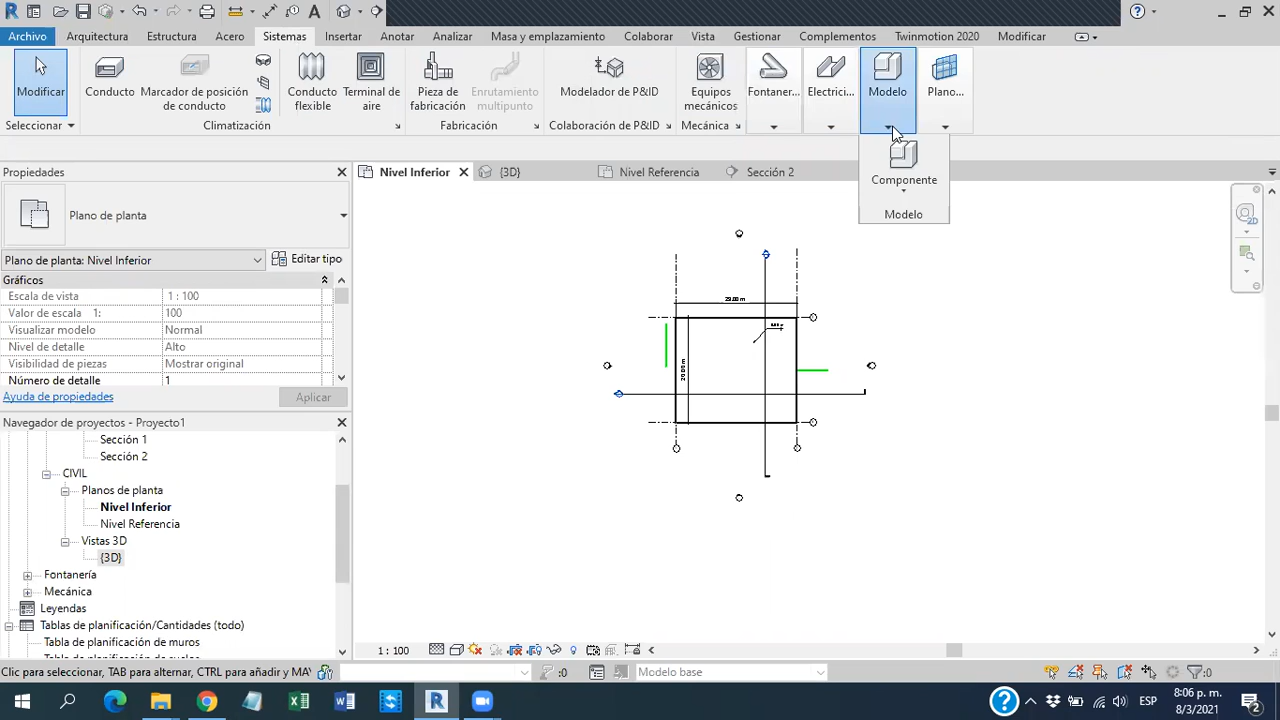 Archivo Arquitectura Estructura Acero Sistemas Insertar Anotar Analizar Masa y emplazamiento Colaborar Vista Gestionar Complementos Twinmotion 2020 Modificar
Modificar
Conducto
Marcador de posición
de conducto
Conducto
flexible
Terminal de
aire
Pieza de
fabricación
Enrutamiento
multipunto
Modelador de P&ID
Equipos
mecánicos
Fontaner...
Electrici...
Modelo
Plano...
Seleccionar
Climatización
Fabricación
Colaboración de P&ID
Mecánica
Componente
Modelo
Propiedades
Nivel Inferior
{3D}
Nivel Referencia
Sección 2
Plano de planta
Plano de planta: Nivel Inferior
Editar tipo
Gráficos
Escala de vista 1 : 100
Valor de escala 1: 100
Visualizar modelo Normal
Nivel de detalle Alto
Visibilidad de piezas Mostrar original
Número de detalle 1
Ayuda de propiedades
Aplicar
Navegador de proyectos - Proyecto1
Sección 1
Sección 2
CIVIL
Planos de planta
Nivel Inferior
Nivel Referencia
Vistas 3D
{3D}
Fontanería
Mecánica
Leyendas
Tablas de planificación/Cantidades (todo)
Tabla de planificación de muros
2D
1 : 100
Clic para seleccionar, TAB para alternar, CTRL para añadir y MAY
:0
Modelo base
:0
ESP
8:06 p. m.
8/3/2021
2